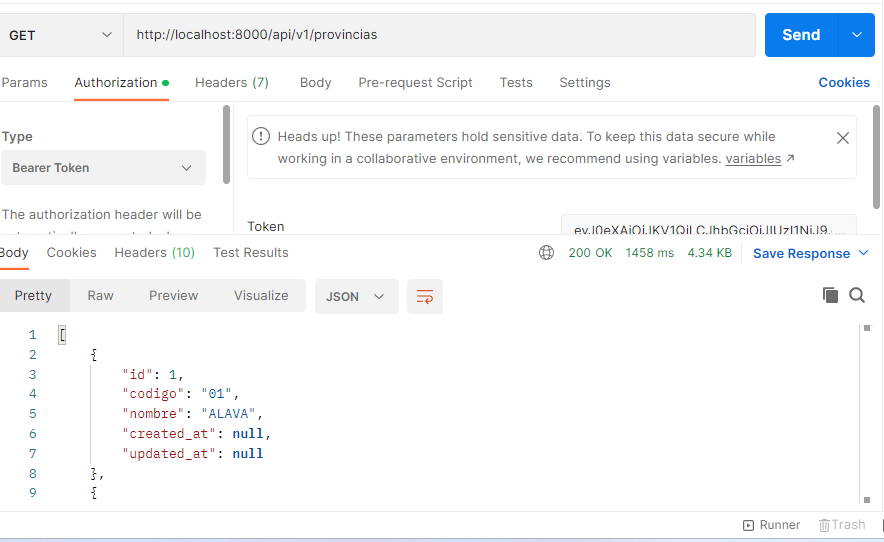 GET http://localhost:8000/api/v1/provincias Send
Params Authorization Headers (7) Body Pre-request Script Tests Settings Cookies
Type
Bearer Token
The authorization header will be
Heads up! These parameters hold sensitive data. To keep this data secure while
working in a collaborative environment, we recommend using variables. variables
Token
Body Cookies Headers (10) Test Results 200 OK 1458 ms 4.34 KB Save Response
Pretty Raw Preview Visualize JSON
1 [
2 {
3 "id": 1,
4 "codigo": "01",
5 "nombre": "ALAVA",
6 "created_at": null,
7 "updated_at": null
8 },
9 {
Runner Trash